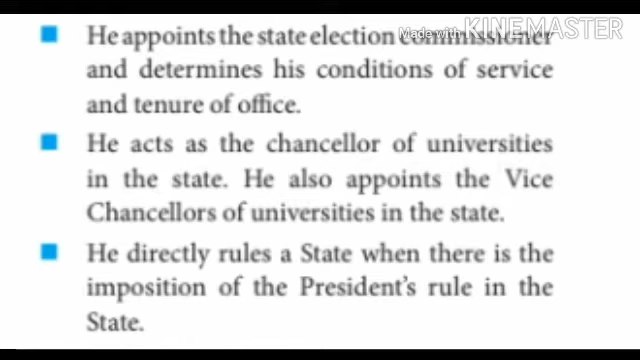 Made with KINEMASTER
He appoints the state election commissioner
and determines his conditions of service
and tenure of office.
He acts as the chancellor of universities
in the state. He also appoints the Vice
Chancellors of universities in the state.
He directly rules a State when there is the
imposition of the President's rule in the
State.